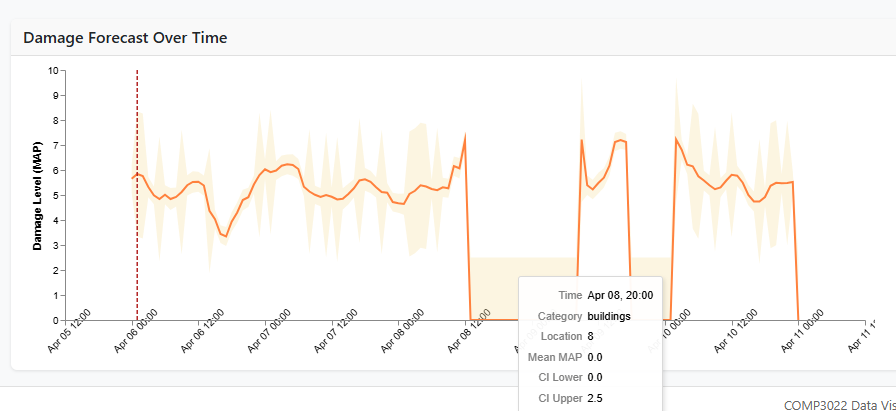 Damage Forecast Over Time
10
9
8
7
6
5
4
3
2
1
0
Damage Level (MAP)
Apr 05 12:00
Apr 06 00:00
Apr 06 12:00
Apr 07 00:00
Apr 07 12:00
Apr 08 00:00
Apr 08 12:00
10 00:00
Apr 10 12:00
Apr 11 00:00
Apr 11
Time Apr 08, 20:00
Category buildings
Location 8
Mean MAP 0.0
CI Lower 0.0
CI Upper 2.5
COMP3022 Data Vis